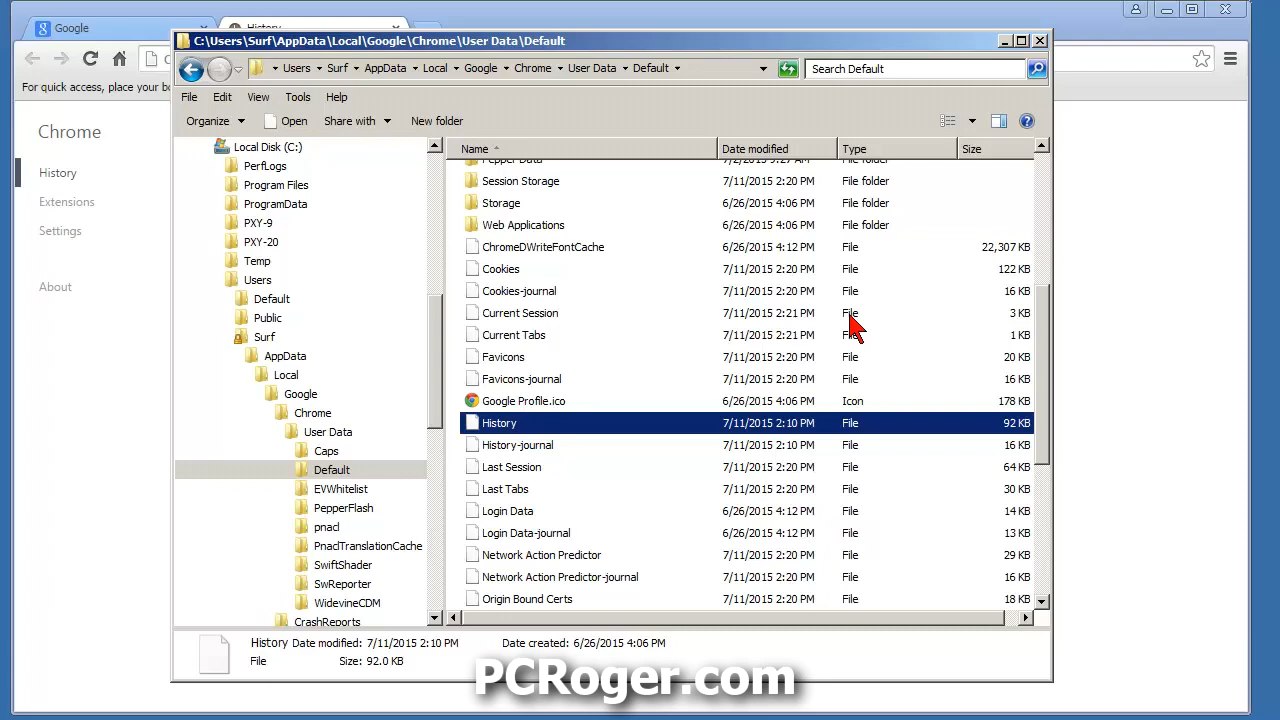 Google
History
C:\Users\Surf\AppData\Local\Google\Chrome\User Data\Default
Users Surf AppData Local Google Chrome User Data Default
Search Default
For quick access, place your bo
File Edit View Tools Help
Organize Open Share with New folder
Chrome
History
Extensions
Settings
About
Local Disk (C:)
PerfLogs
Program Files
ProgramData
PXY-9
PXY-20
Temp
Users
Default
Public
Surf
AppData
Local
Google
Chrome
User Data
Caps
Default
EVWhitelist
PepperFlash
pnacl
PnaclTranslationCache
SwiftShader
SwReporter
WidevineCDM
CrashReports
Name Date modified Type Size
Pepper Data 7/2/2015 9:27 AM File folder
Session Storage 7/11/2015 2:20 PM File folder
Storage 6/26/2015 4:06 PM File folder
Web Applications 6/26/2015 4:06 PM File folder
ChromeDWriteFontCache 6/26/2015 4:12 PM File 22,307 KB
Cookies 7/11/2015 2:20 PM File 122 KB
Cookies-journal 7/11/2015 2:20 PM File 16 KB
Current Session 7/11/2015 2:21 PM File 3 KB
Current Tabs 7/11/2015 2:21 PM File 1 KB
Favicons 7/11/2015 2:20 PM File 20 KB
Favicons-journal 7/11/2015 2:20 PM File 16 KB
Google Profile.ico 6/26/2015 4:06 PM Icon 178 KB
History 7/11/2015 2:10 PM File 92 KB
History-journal 7/11/2015 2:10 PM File 16 KB
Last Session 7/11/2015 2:20 PM File 64 KB
Last Tabs 7/11/2015 2:20 PM File 30 KB
Login Data 6/26/2015 4:12 PM File 14 KB
Login Data-journal 6/26/2015 4:12 PM File 13 KB
Network Action Predictor 7/11/2015 2:20 PM File 29 KB
Network Action Predictor-journal 7/11/2015 2:20 PM File 16 KB
Origin Bound Certs 7/11/2015 2:20 PM File 18 KB
History Date modified: 7/11/2015 2:10 PM Date created: 6/26/2015 4:06 PM
File Size: 92.0 KB
PCRoger.com